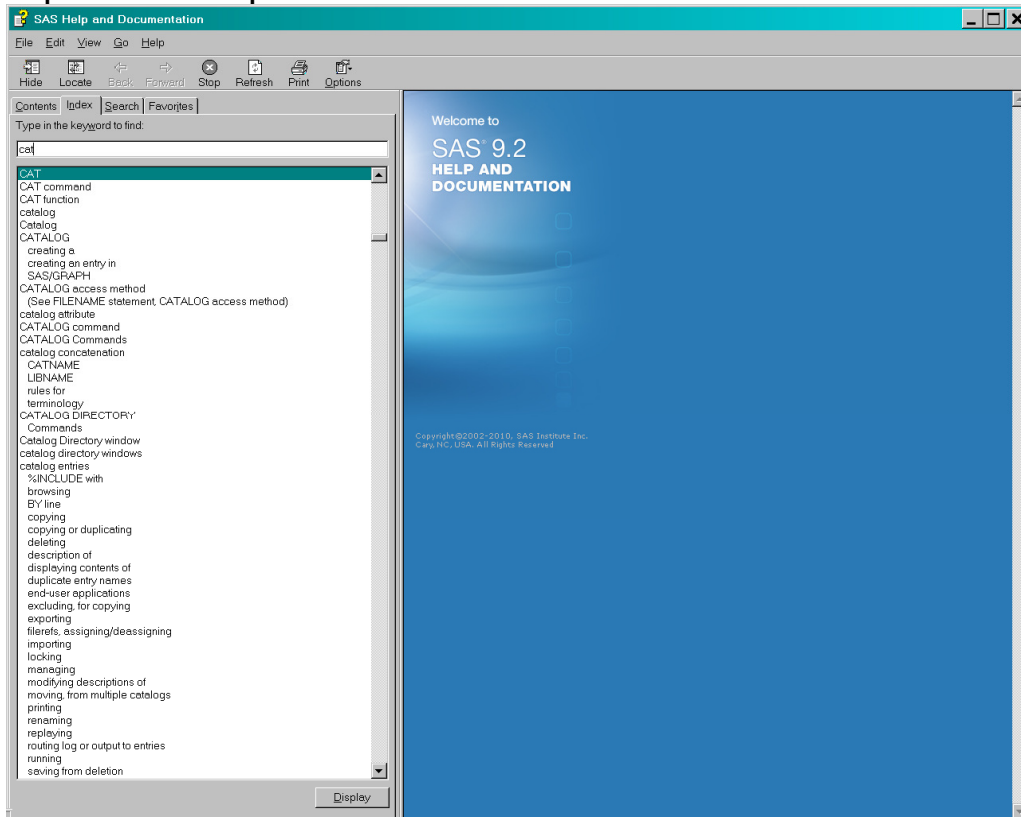 SAS Help and Documentation
File Edit View Go Help
Hide Locate Back Forward Stop Refresh Print Options
Contents Index Search Favorites
Type in the keyword to find:
cat
CAT
CAT command
CAT function
catalog
Catalog
CATALOG
creating a
creating an entry in
SAS/GRAPH
CATALOG access method
(See FILENAME statement, CATALOG access method)
catalog attribute
CATALOG command
CATALOG Commands
catalog concatenation
CATNAME
LIBNAME
rules for
terminology
CATALOG DIRECTORY
Commands
Catalog Directory window
catalog directory windows
catalog entries
%INCLUDE with
browsing
BY line
copying
copying or duplicating
deleting
description of
displaying contents of
duplicate entry names
end-user applications
excluding, for copying
exporting
filerefs, assigning/deassigning
importing
locking
managing
modifying descriptions of
moving, from multiple catalogs
printing
renaming
replaying
routing log or output to entries
running
saving from deletion
Display
Welcome to
SAS® 9.2
HELP AND
DOCUMENTATION
Copyright©2002-2010, SAS Institute Inc.
Cary, NC, USA. All Rights Reserved